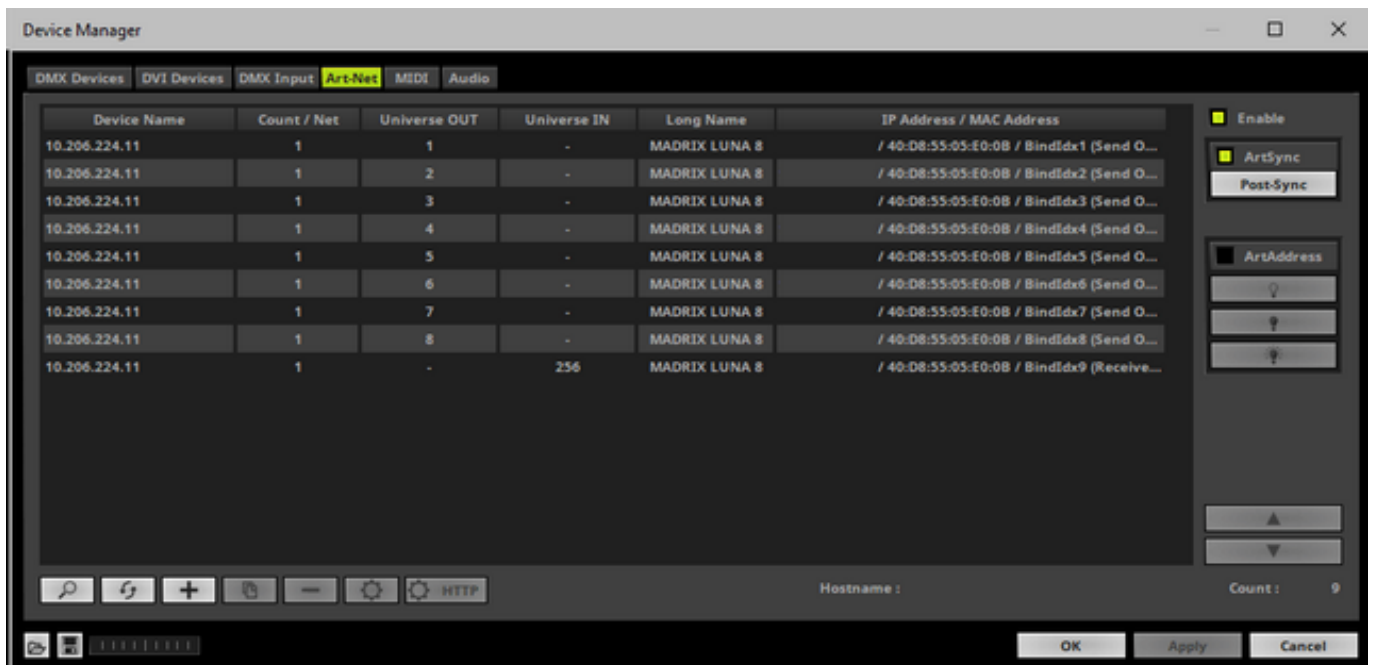 Device Manager
DMX Devices DVI Devices DMX Input Art-Net MIDI Audio
Device Name Count / Net Universe OUT Universe IN Long Name IP Address / MAC Address Enable
10.206.224.11 1 1 - MADRIX LUNA 8 / 40:D8:55:05:E0:0B / BindIdx1 (Send O...
ArtSync
10.206.224.11 1 2 - MADRIX LUNA 8 / 40:D8:55:05:E0:0B / BindIdx2 (Send O...
Post-Sync
10.206.224.11 1 3 - MADRIX LUNA 8 / 40:D8:55:05:E0:0B / BindIdx3 (Send O...
10.206.224.11 1 4 - MADRIX LUNA 8 / 40:D8:55:05:E0:0B / BindIdx4 (Send O...
10.206.224.11 1 5 - MADRIX LUNA 8 / 40:D8:55:05:E0:0B / BindIdx5 (Send O...
ArtAddress
10.206.224.11 1 6 - MADRIX LUNA 8 / 40:D8:55:05:E0:0B / BindIdx6 (Send O...
10.206.224.11 1 7 - MADRIX LUNA 8 / 40:D8:55:05:E0:0B / BindIdx7 (Send O...
10.206.224.11 1 8 - MADRIX LUNA 8 / 40:D8:55:05:E0:0B / BindIdx8 (Send O...
10.206.224.11 1 - 256 MADRIX LUNA 8 / 40:D8:55:05:E0:0B / BindIdx9 (Receive...
HTTP Hostname : Count : 9
OK Apply Cancel